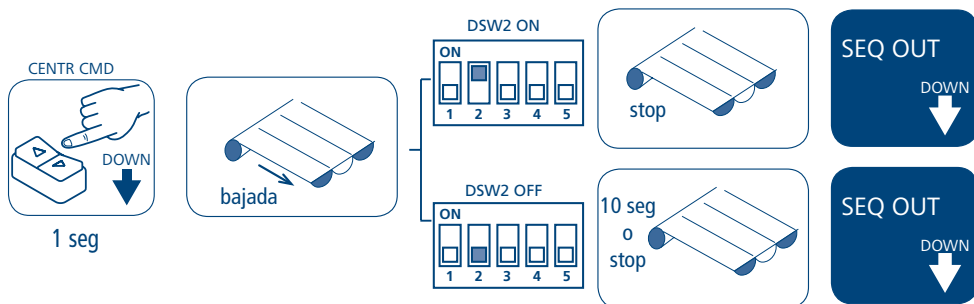 CENTR CMD
DOWN
1 seg
bajada
DSW2 ON
ON
1 2 3 4 5
stop
SEQ OUT
DOWN
DSW2 OFF
ON
1 2 3 4 5
10 seg
o
stop
SEQ OUT
DOWN